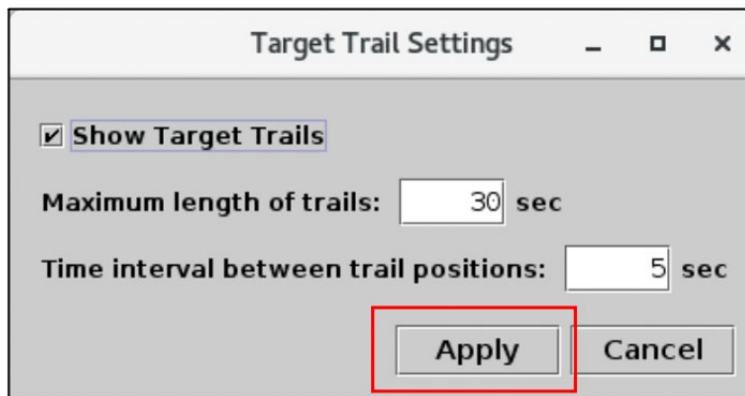 Target Trail Settings
Show Target Trails
Maximum length of trails: 30 sec
Time interval between trail positions: 5 sec
Apply Cancel